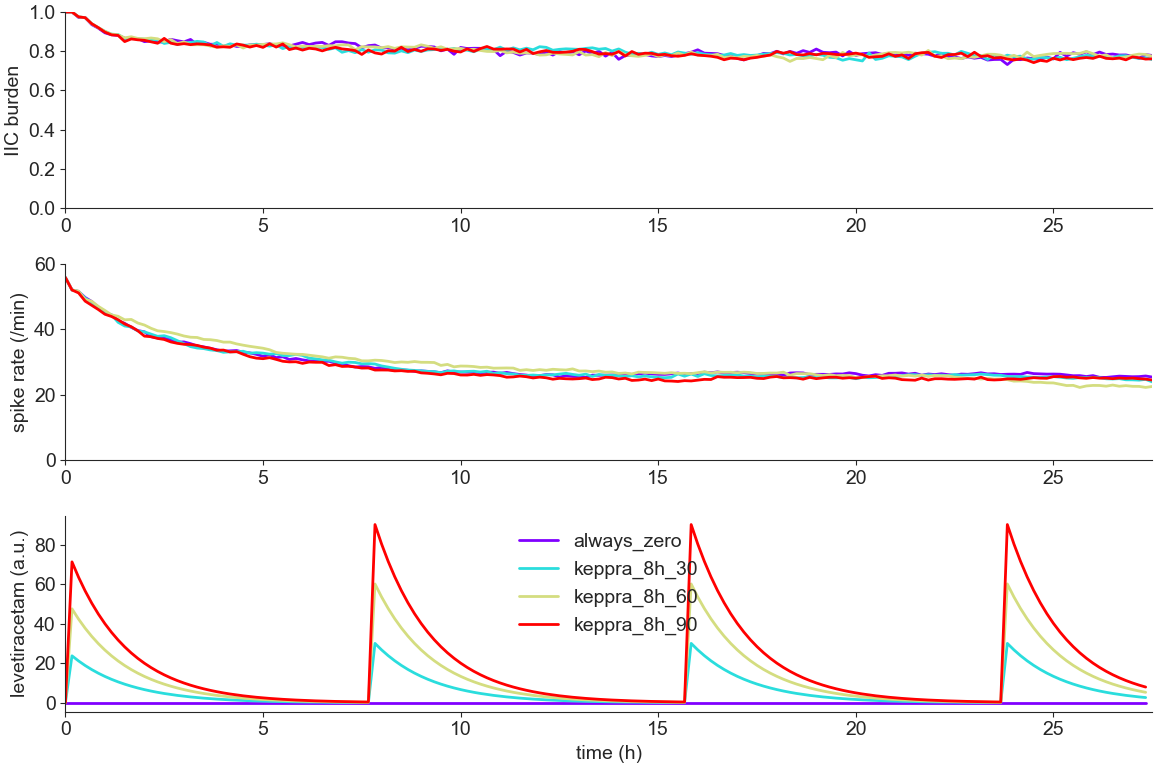 IIC burden
1.0
0.8
0.6
0.4
0.2
0.0
0 5 10 15 20 25
spike rate (/min)
60
40
20
0
0 5 10 15 20 25
levetiracetam (a.u.)
80
60
40
20
0
always_zero
keppra_8h_30
keppra_8h_60
keppra_8h_90
0 5 10 15 20 25
time (h)